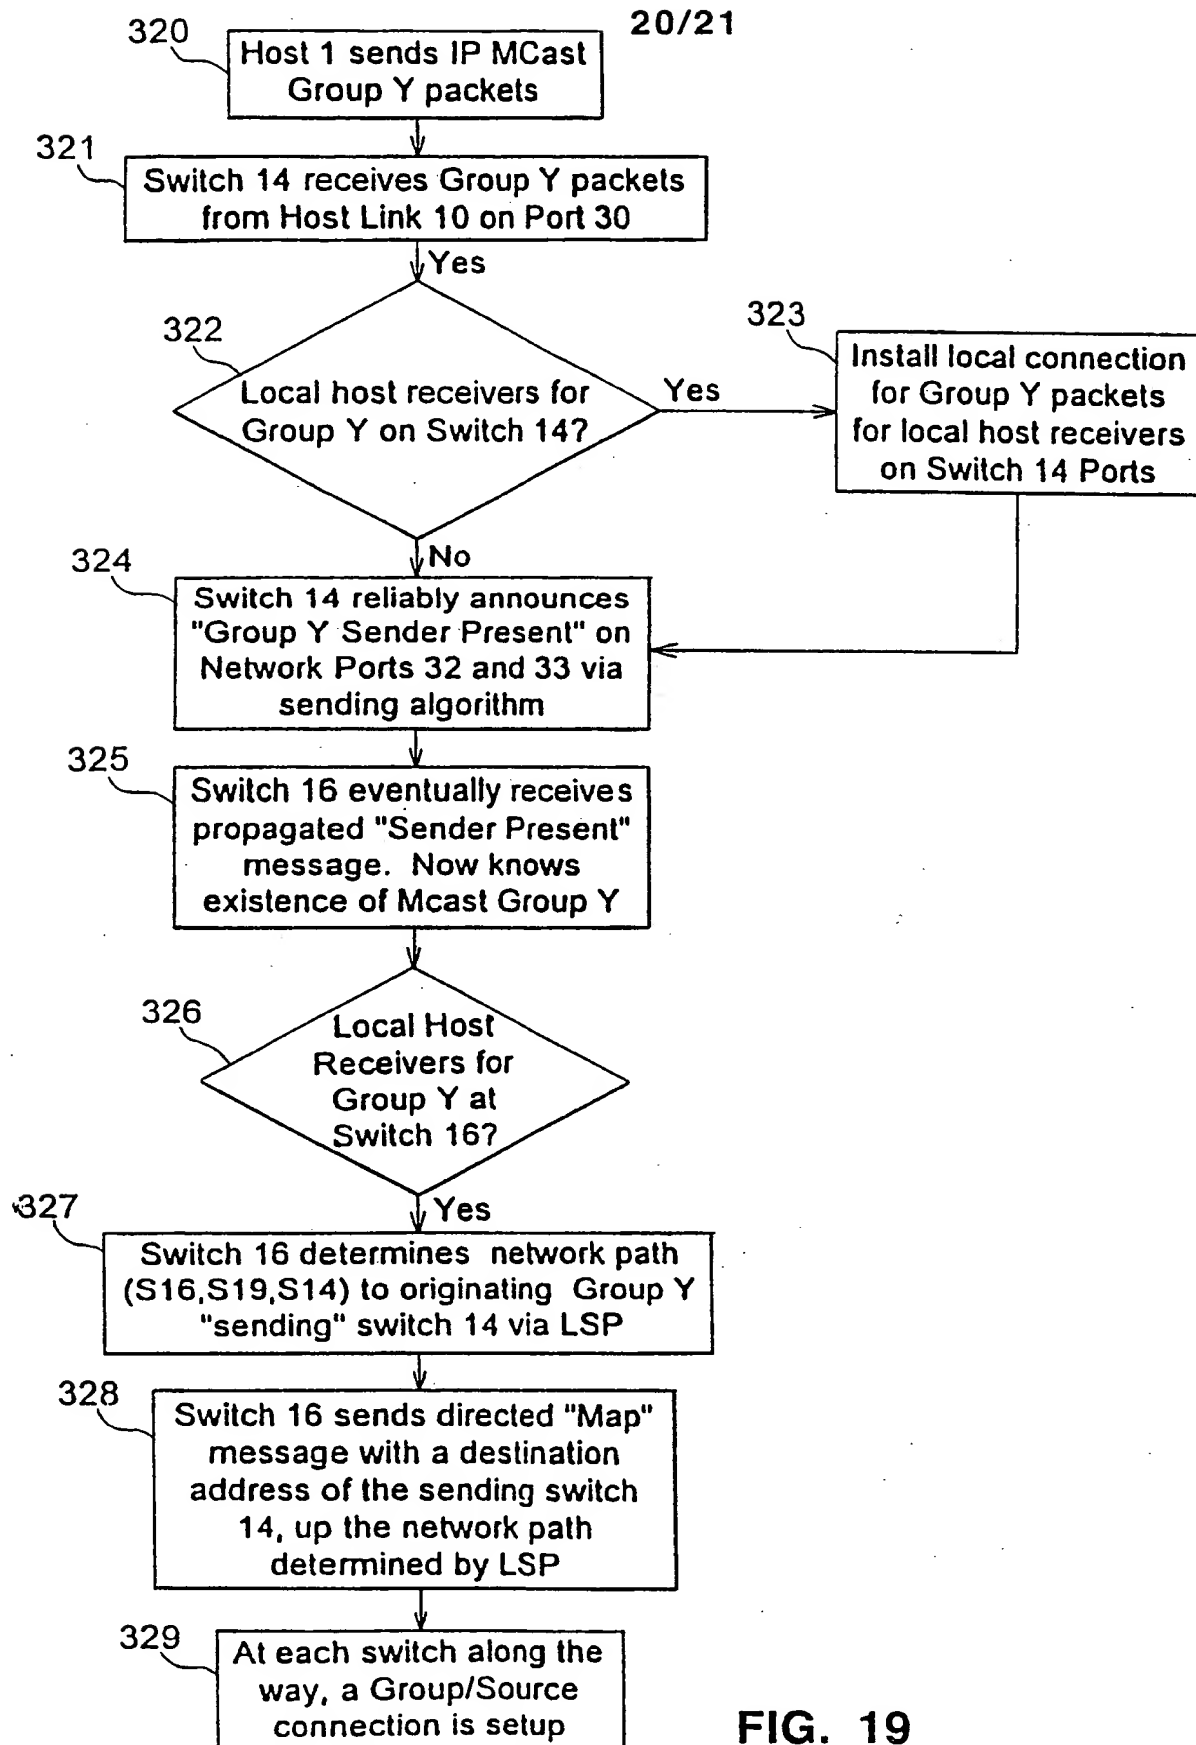 20/21
320
Host 1 sends IP MCast
Group Y packets
321
Switch 14 receives Group Y packets
from Host Link 10 on Port 30
Yes
322
Local host receivers for
Group Y on Switch 14?
Yes
323
Install local connection
for Group Y packets
for local host receivers
on Switch 14 Ports
No
324
Switch 14 reliably announces
"Group Y Sender Present" on
Network Ports 32 and 33 via
sending algorithm
325
Switch 16 eventually receives
propagated "Sender Present"
message. Now knows
existence of Mcast Group Y
326
Local Host
Receivers for
Group Y at
Switch 16?
Yes
327
Switch 16 determines network path
(S16,S19,S14) to originating Group Y
"sending" switch 14 via LSP
328
Switch 16 sends directed "Map"
message with a destination
address of the sending switch
14, up the network path
determined by LSP
329
At each switch along the
way, a Group/Source
connection is setup
FIG. 19